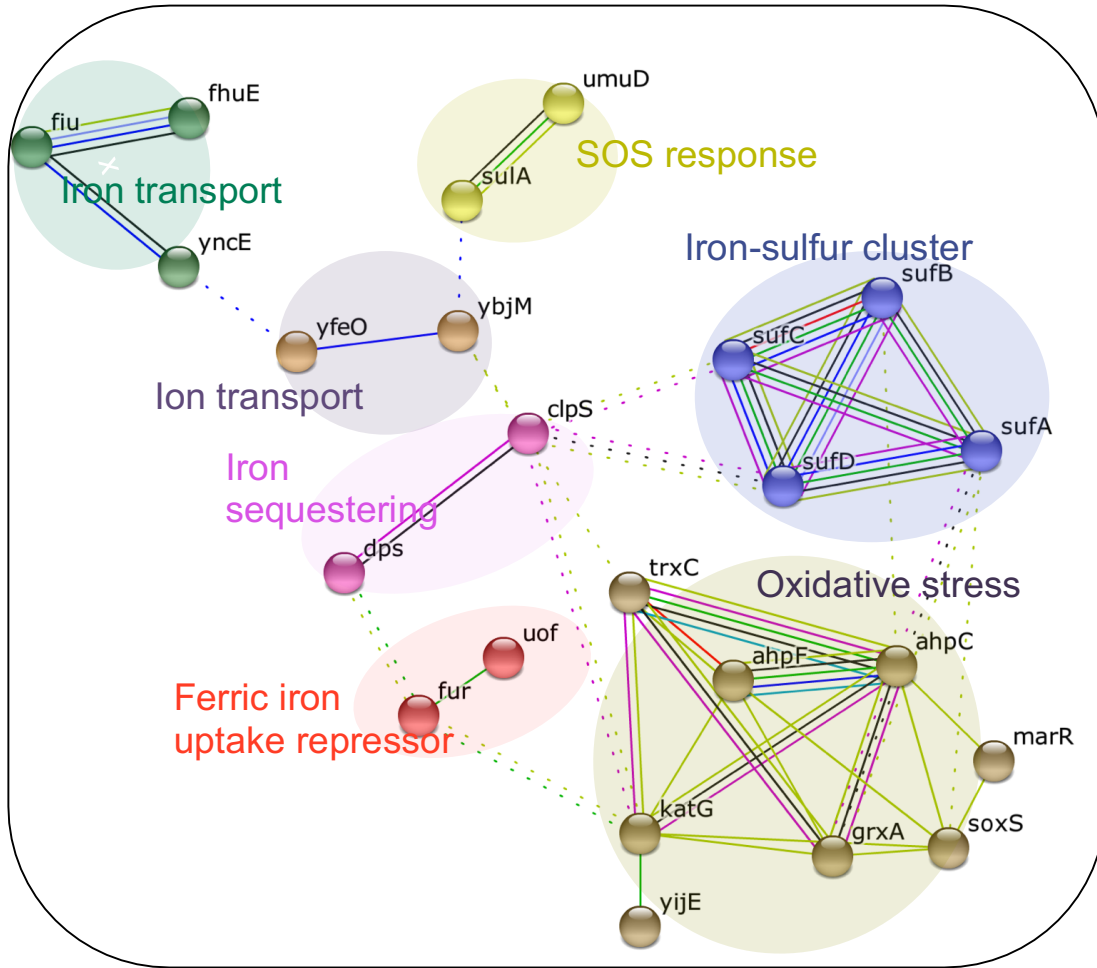 umuD
fhuE
fiu
SOS response
sulA
Iron transport
yncE
Iron-sulfur cluster
sufB
ybjM
yfeO
sufC
Ion transport
clpS
sufA
Iron
sequestering
sufD
dps
trxC
Oxidative stress
uof
ahpF
ahpC
Ferric iron
uptake repressor
fur
marR
katG
grxA
soxS
yijE